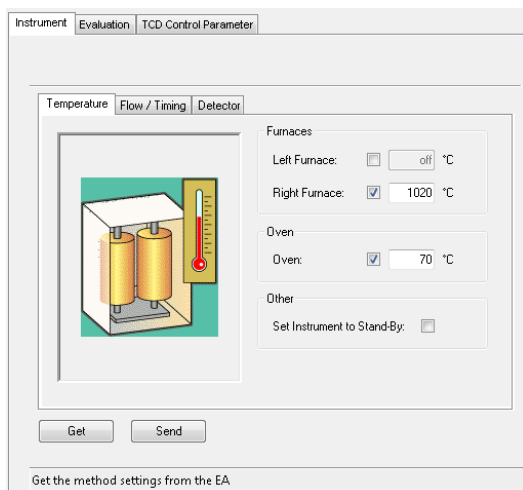 Instrument Evaluation TCD Control Parameter
Temperature Flow / Timing Detector
Furnaces
Left Furnace: off °C
Right Furnace: 1020 °C
Oven
Oven: 70 °C
Other
Set Instrument to Stand-By:
Get Send
Get the method settings from the EA